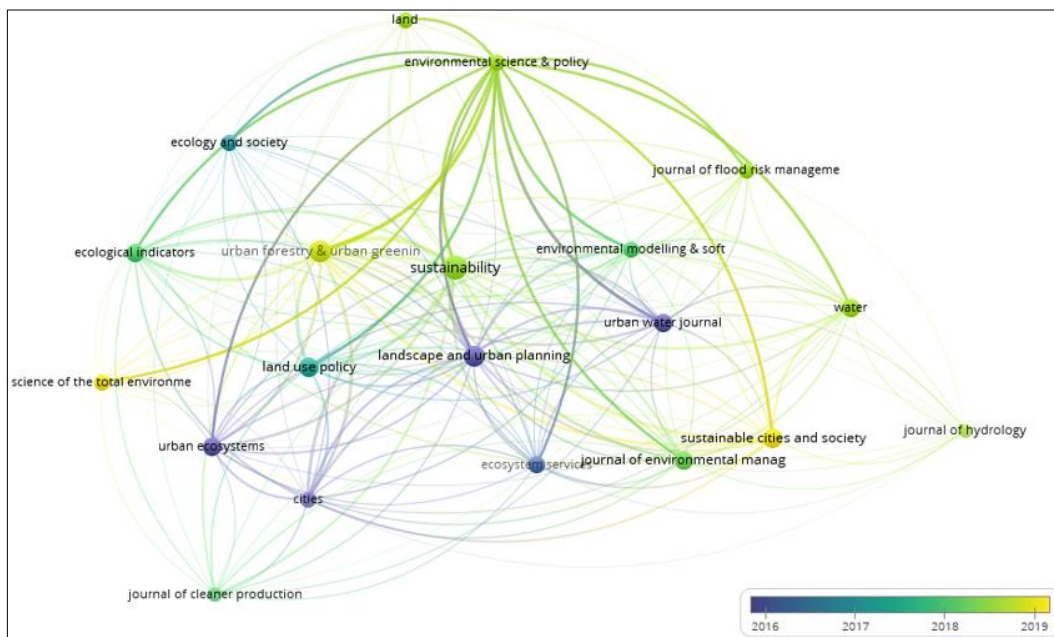 land
environmental science & policy
ecology and society
journal of flood risk manageme
ecological indicators
urban forestry & urban greenin
environmental modelling & soft
sustainability
water
urban water journal
landscape and urban planning
land use policy
science of the total environme
journal of hydrology
sustainable cities and society
urban ecosystems
ecosystem services
journal of environmental manag
cities
journal of cleaner production
2016 2017 2018 2019